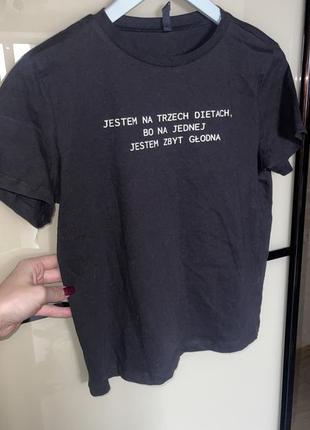 JESTEM NA TRZECH DIETACH,
BO NA JEDNEJ
JESTEM ZBYT GŁODNA